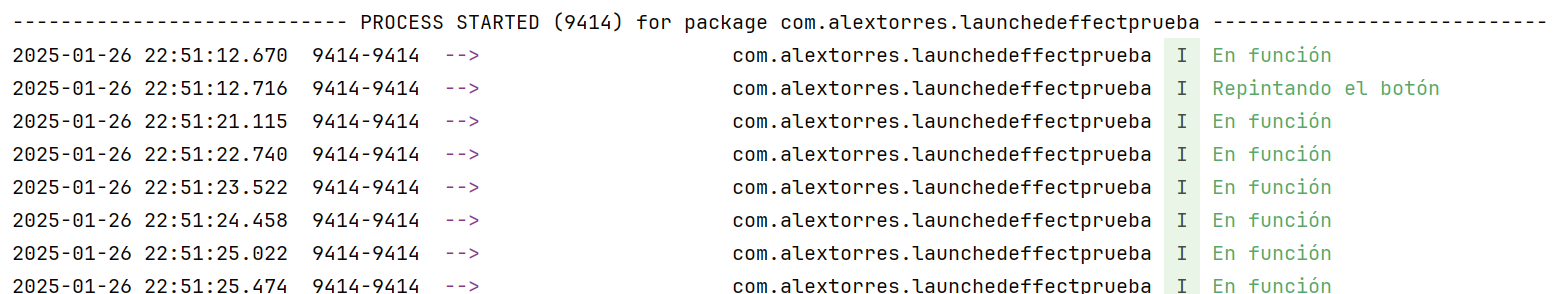 ---------------------------- PROCESS STARTED (9414) for package com.alextorres.launchedeffectprueba ----------------------------
2025-01-26 22:51:12.670  9414-9414  -->                     com.alextorres.launchedeffectprueba  I  En función
2025-01-26 22:51:12.716  9414-9414  -->                     com.alextorres.launchedeffectprueba  I  Repintando el botón
2025-01-26 22:51:21.115  9414-9414  -->                     com.alextorres.launchedeffectprueba  I  En función
2025-01-26 22:51:22.740  9414-9414  -->                     com.alextorres.launchedeffectprueba  I  En función
2025-01-26 22:51:23.522  9414-9414  -->                     com.alextorres.launchedeffectprueba  I  En función
2025-01-26 22:51:24.458  9414-9414  -->                     com.alextorres.launchedeffectprueba  I  En función
2025-01-26 22:51:25.022  9414-9414  -->                     com.alextorres.launchedeffectprueba  I  En función
2025-01-26 22:51:25.474  9414-9414  -->                     com.alextorres.launchedeffectprueba  I  En función